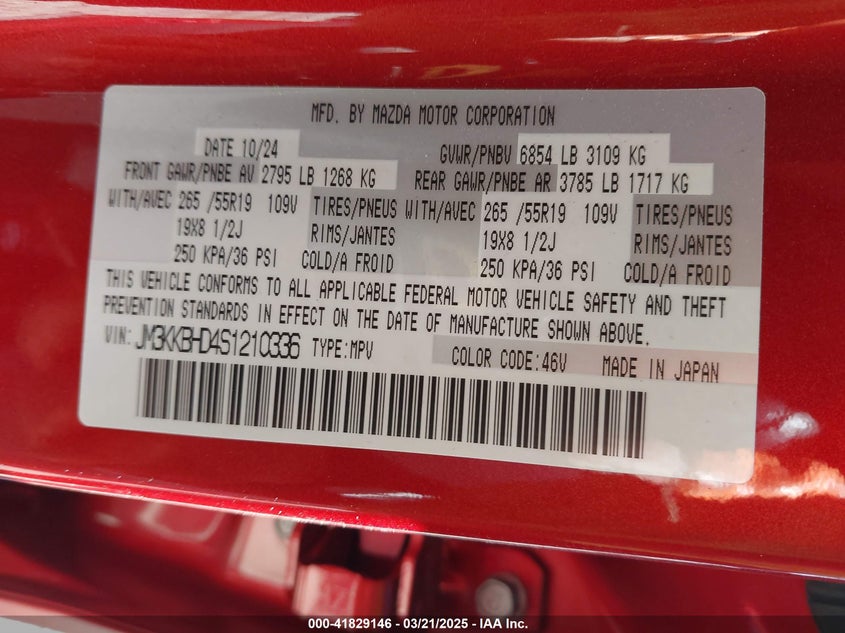 MFD. BY MAZDA MOTOR CORPORATION
DATE 10/24 GVWR/PNBV 6854 LB 3109 KG
FRONT GAWR/PNBE AV 2795 LB 1268 KG REAR GAWR/PNBE AR 3785 LB 1717 KG
WITH/AVEC 265 /55R19 109V TIRES/PNEUS WITH/AVEC 265 /55R19 109V TIRES/PNEUS
19X8 1/2J RIMS/JANTES 19X8 1/2J RIMS/JANTES
250 KPA/36 PSI COLD/A FROID 250 KPA/36 PSI COLD/A FROID
THIS VEHICLE CONFORMS TO ALL APPLICABLE FEDERAL MOTOR VEHICLE SAFETY AND THEFT
PREVENTION STANDARDS IN EFFECT ON THE DATE OF MANUFACTURE SHOWN ABOVE.
VIN: JM3KKBHD4S1210336 TYPE:MPV COLOR CODE:46V MADE IN JAPAN
000-41829146 - 03/21/2025 - IAA Inc.